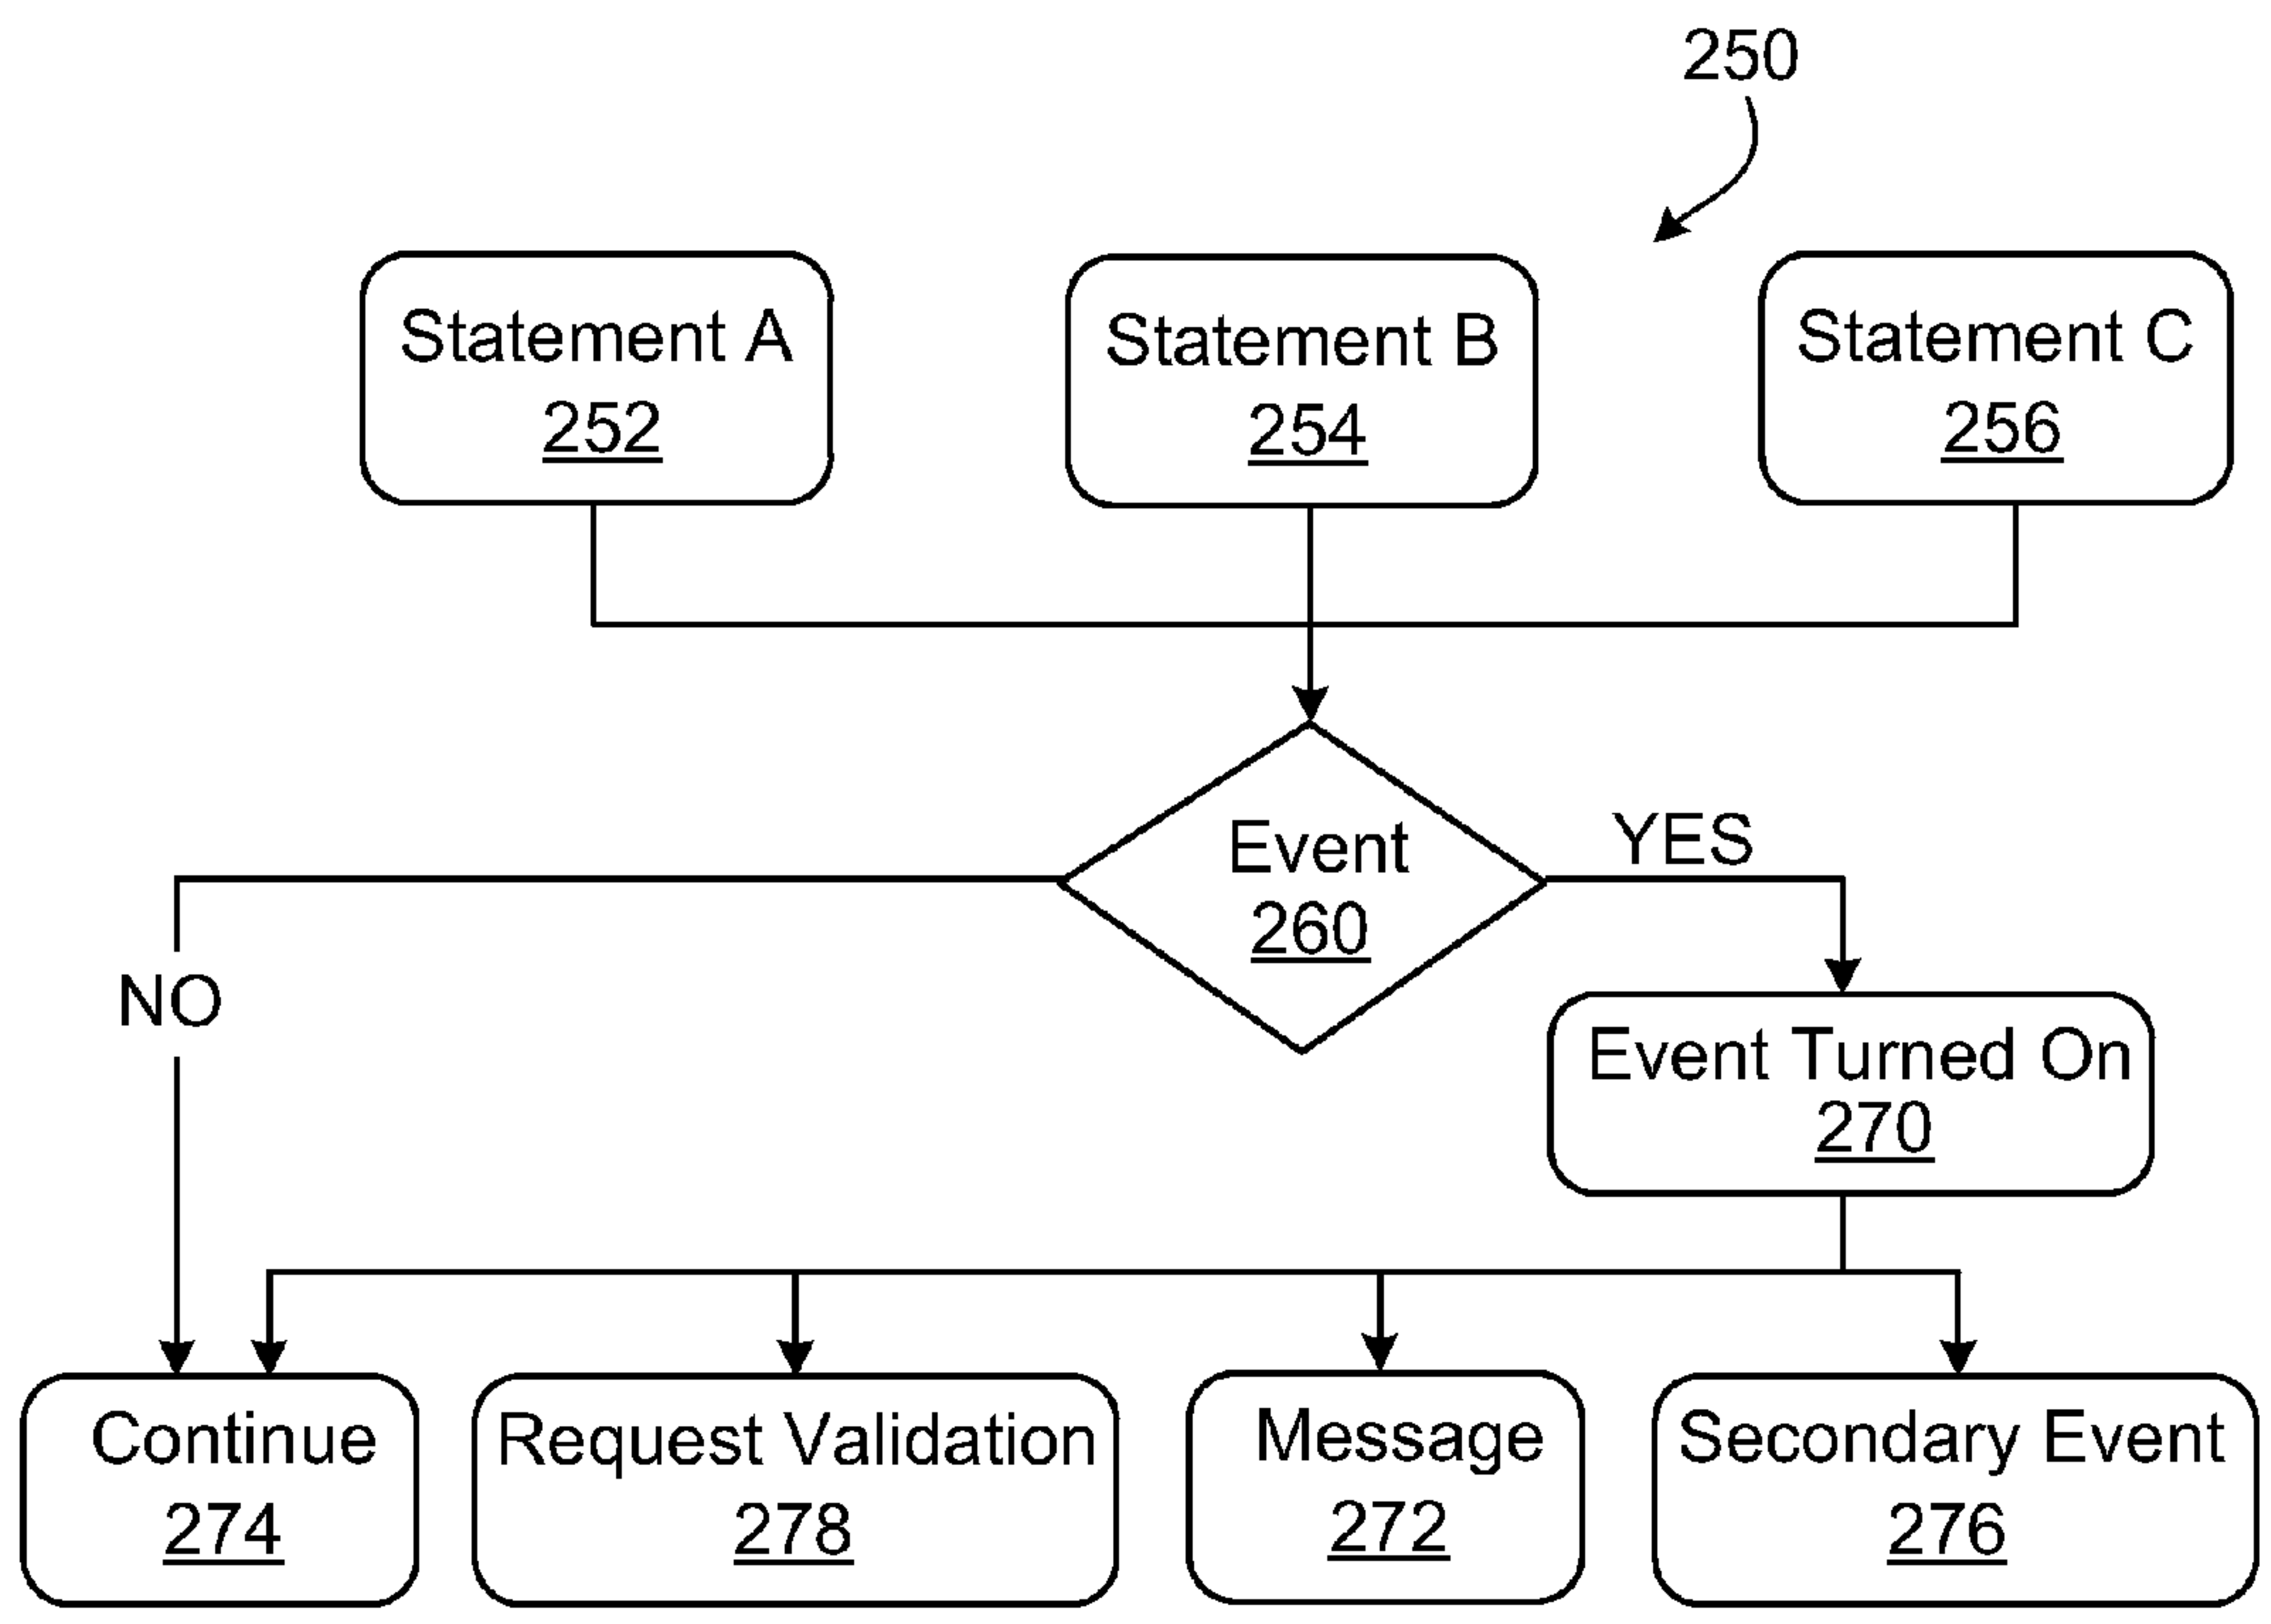 250
Statement A
252
Statement B
254
Statement C
256
Event
260
YES
NO
Event Turned On
270
Continue
274
Request Validation
278
Message
272
Secondary Event
276